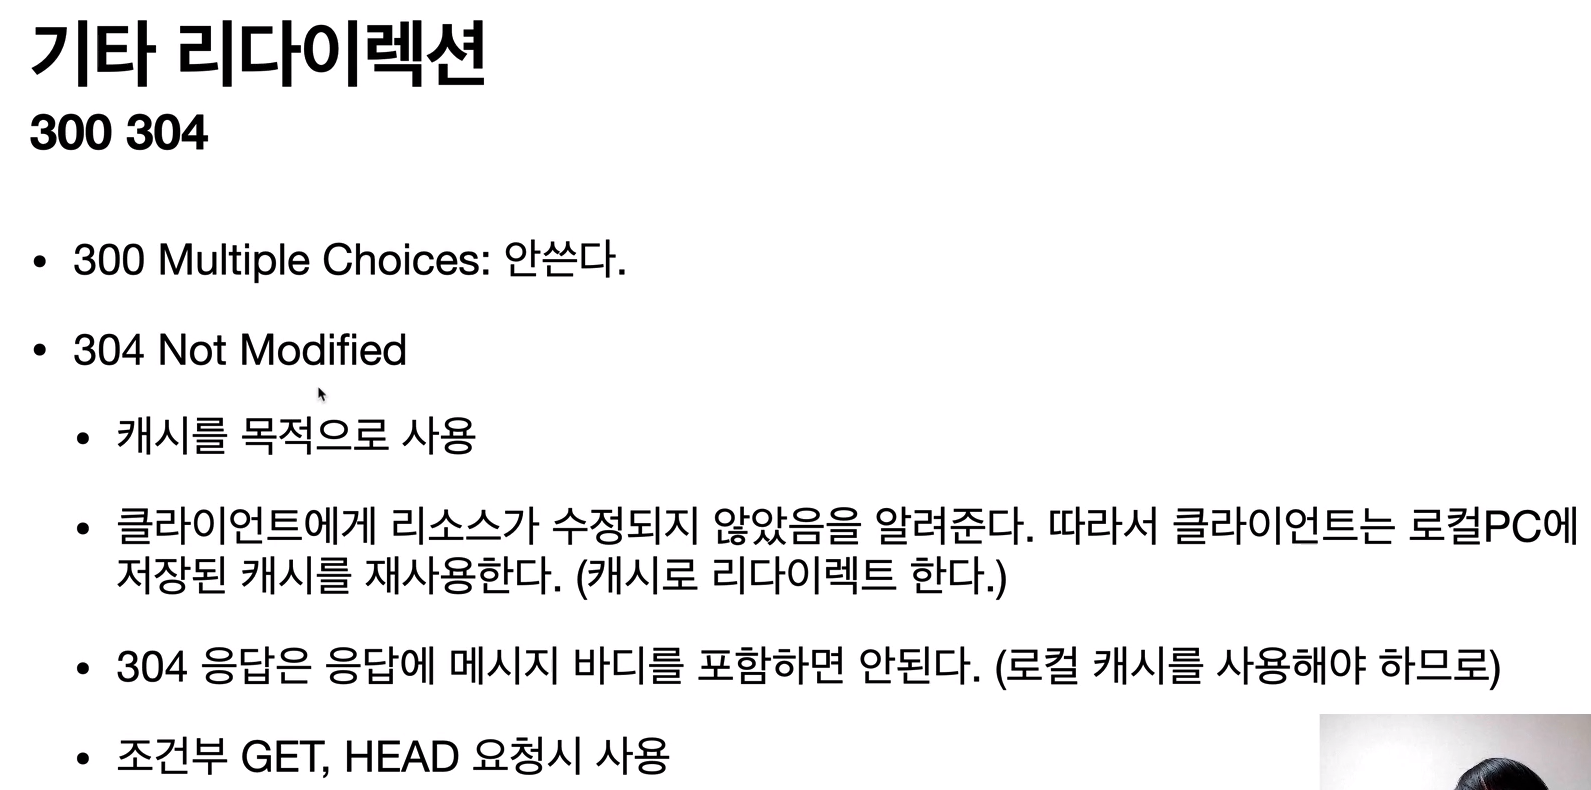 기타 리다이렉션
300 304
• 300 Multiple Choices: 안쓴다.
• 304 Not Modified
• 캐시를 목적으로 사용
• 클라이언트에게 리소스가 수정되지 않았음을 알려준다. 따라서 클라이언트는 로컬PC에
저장된 캐시를 재사용한다. (캐시로 리다이렉트 한다.)
• 304 응답은 응답에 메시지 바디를 포함하면 안된다. (로컬 캐시를 사용해야 하므로)
• 조건부 GET, HEAD 요청시 사용